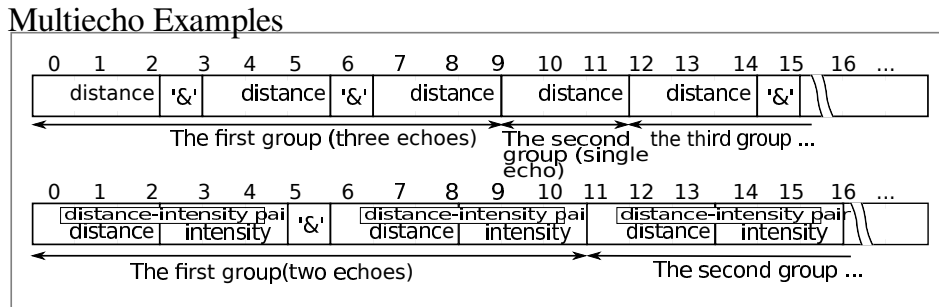 Multiecho Examples
0 1 2 3 4 5 6 7 8 9 10 11 12 13 14 15 16 ...
distance '&' distance '&' distance distance distance '&'
The first group (three echoes) The second the third group ...
group (single
echo)
0 1 2 3 4 5 6 7 8 9 10 11 12 13 14 15 16 ...
distance-intensity pair '&' distance-intensity pair distance-intensity pair
distance intensity distance intensity distance intensity
The first group(two echoes) The second group ...